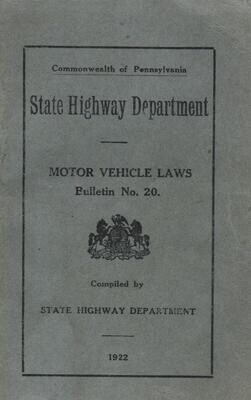 Commonwealth of Pennsylvania
State Highway Department
MOTOR VEHICLE LAWS
Bulletin No. 20.
Compiled by
STATE HIGHWAY DEPARTMENT
1922